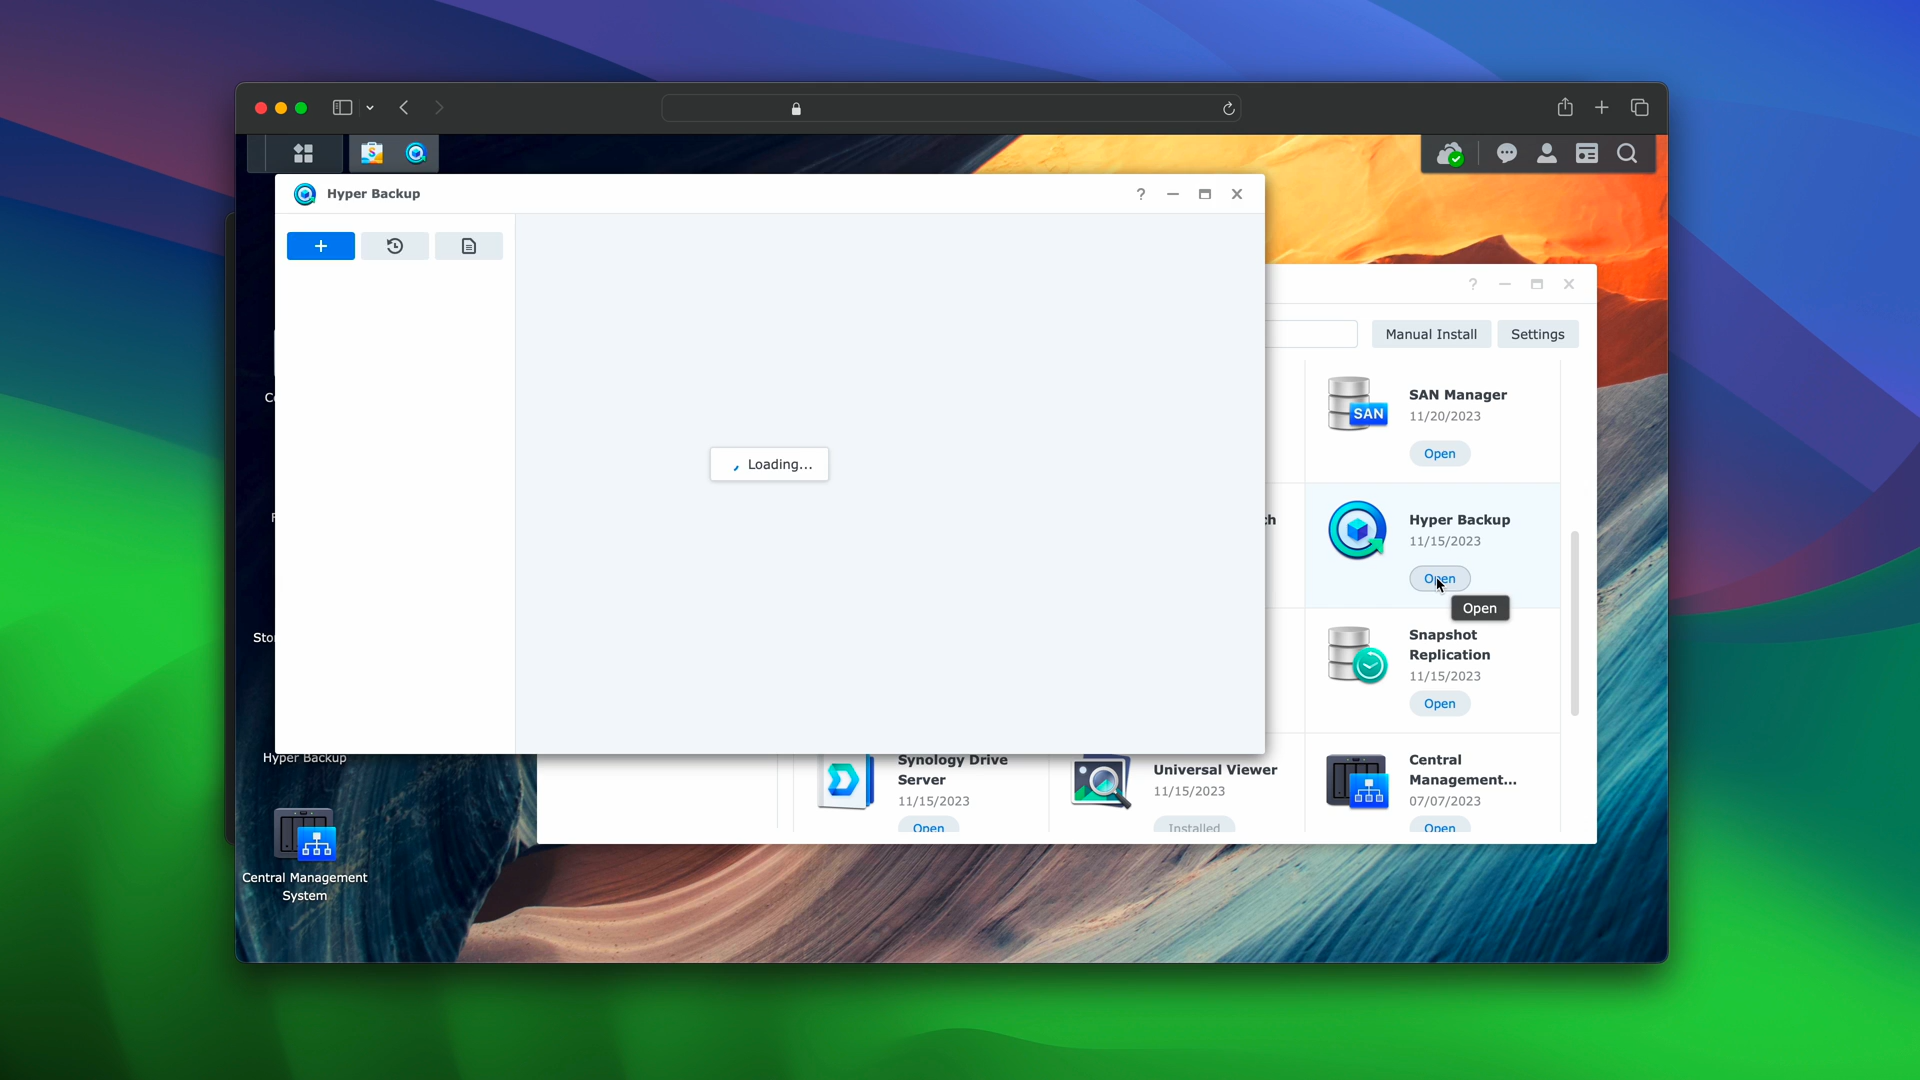 Hyper Backup
?
+
Loading...
?
Manual Install
Settings
SAN
SAN Manager
11/20/2023
Open
Hyper Backup
11/15/2023
Open
Open
Snapshot
Replication
11/15/2023
Open
Hyper Backup
Synology Drive
Server
11/15/2023
Open
Universal Viewer
11/15/2023
Installed
Central
Management...
07/07/2023
Open
Central Management
System